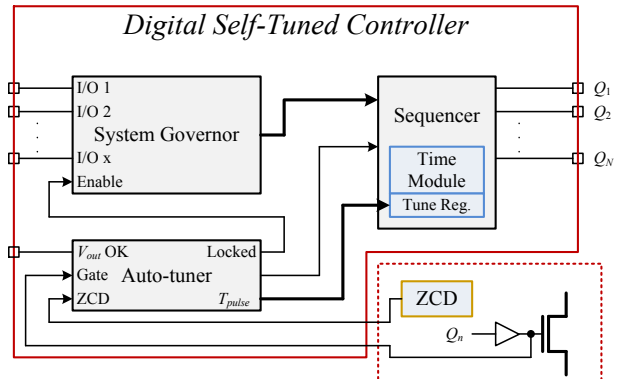 Digital Self-Tuned Controller
I/O 1
I/O 2
System Governor
I/O x
Enable
Sequencer
Time
Module
Tune Reg.
Q1
Q2
QN
Vout OK
Locked
Gate
Auto-tuner
ZCD
Tpulse
ZCD
Qn